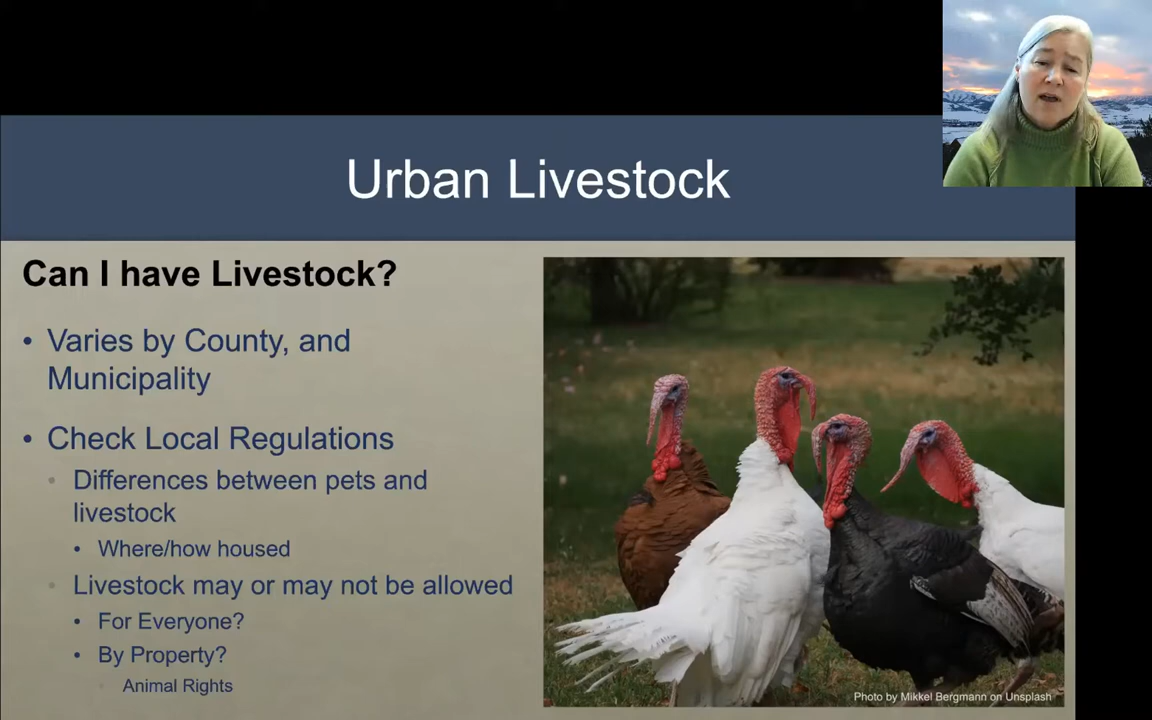 Urban Livestock
Can I have Livestock?
• Varies by County, and
Municipality
• Check Local Regulations
• Differences between pets and
livestock
• Where/how housed
• Livestock may or may not be allowed
• For Everyone?
• By Property?
• Animal Rights
Photo by Mikkel Bergmann on Unsplash